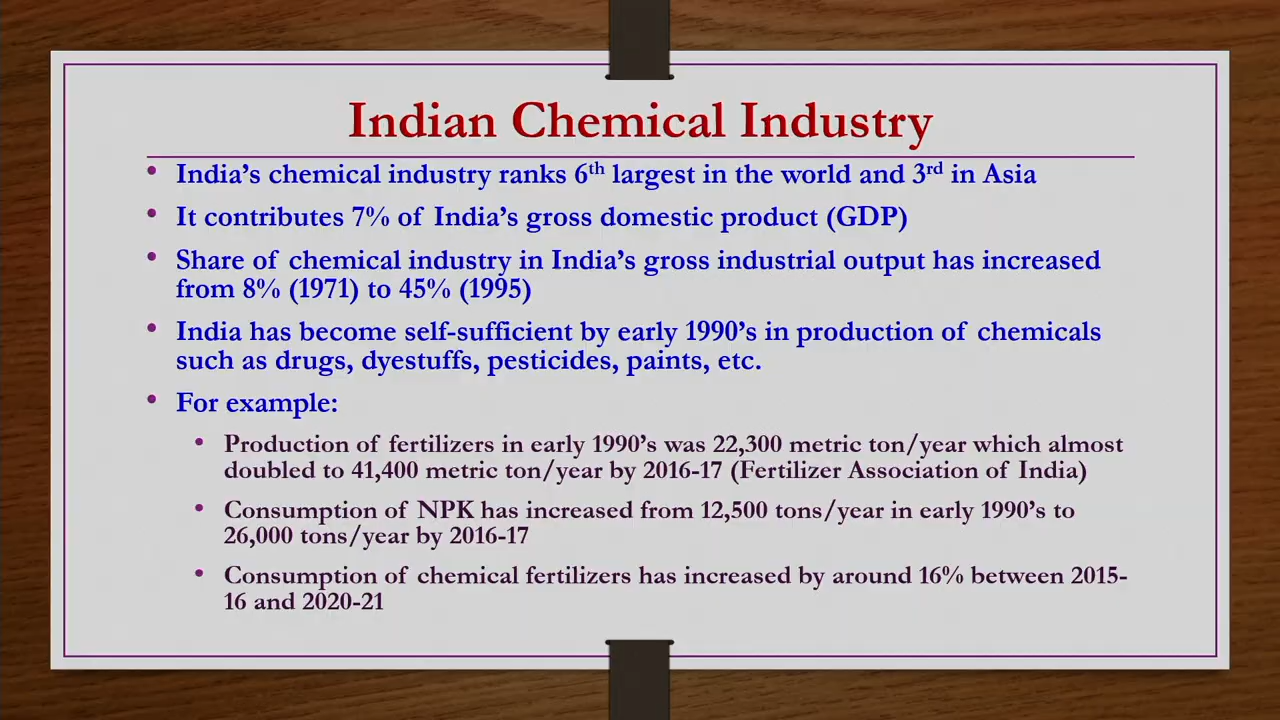 Indian Chemical Industry
• India's chemical industry ranks 6th largest in the world and 3rd in Asia
• It contributes 7% of India's gross domestic product (GDP)
• Share of chemical industry in India's gross industrial output has increased
from 8% (1971) to 45% (1995)
• India has become self-sufficient by early 1990's in production of chemicals
such as drugs, dyestuffs, pesticides, paints, etc.
• For example:
• Production of fertilizers in early 1990's was 22,300 metric ton/year which almost
doubled to 41,400 metric ton/year by 2016-17 (Fertilizer Association of India)
• Consumption of NPK has increased from 12,500 tons/year in early 1990's to
26,000 tons/year by 2016-17
• Consumption of chemical fertilizers has increased by around 16% between 2015-
16 and 2020-21